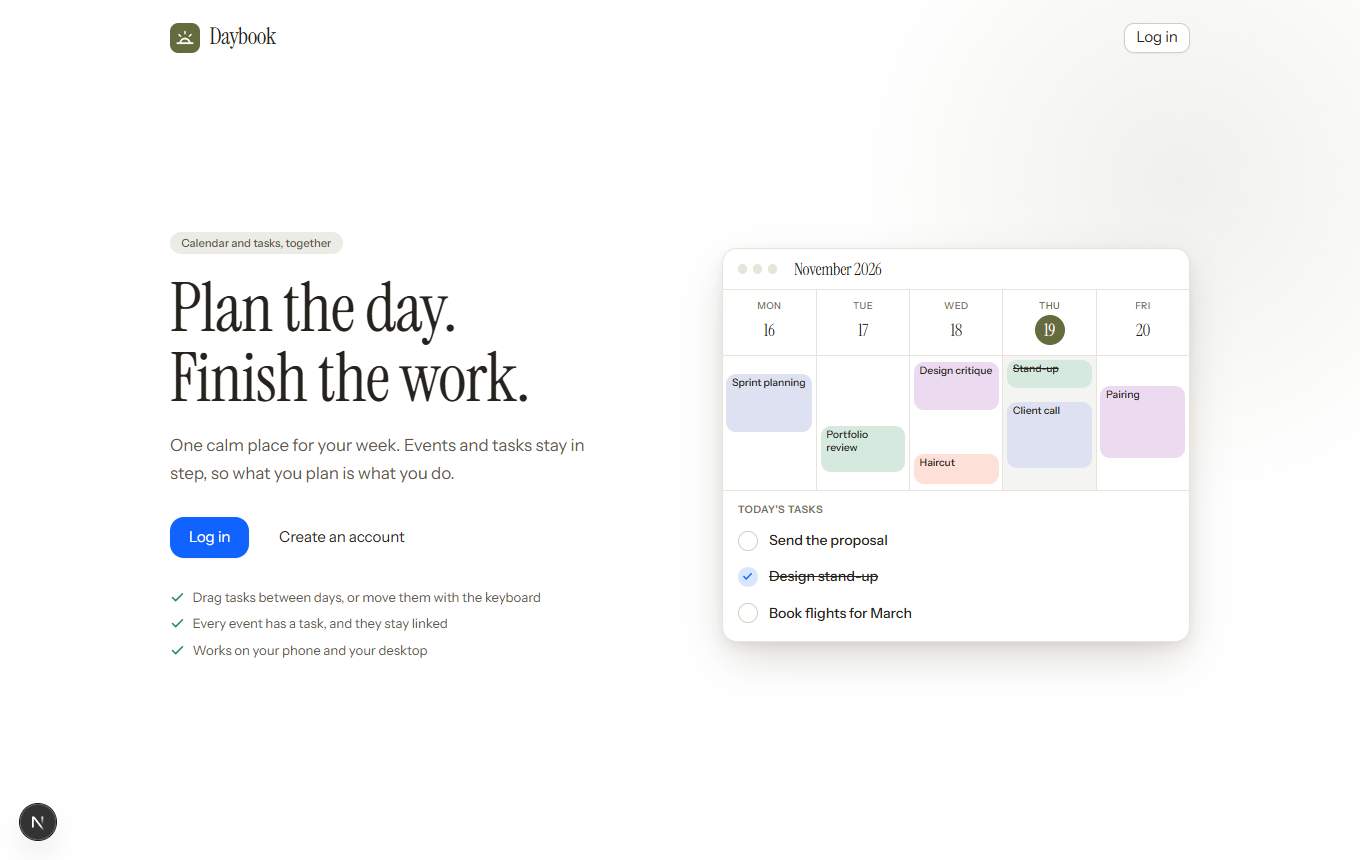 Daybook
Log in
Calendar and tasks, together
Plan the day.
Finish the work.
One calm place for your week. Events and tasks stay in
step, so what you plan is what you do.
Log in
Create an account
Drag tasks between days, or move them with the keyboard
Every event has a task, and they stay linked
Works on your phone and your desktop
November 2026
MON TUE WED THU FRI
16 17 18 19 20
Sprint planning
Portfolio
review
Design critique
Haircut
Stand-up
Client call
Pairing
TODAY'S TASKS
Send the proposal
Design stand-up
Book flights for March
N